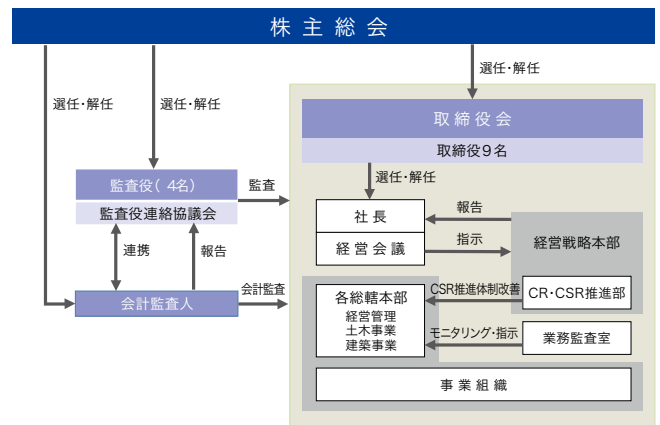 株主総会
選任・解任
選任・解任
選任・解任
取締役会
取締役9名
選任・解任
監査役(4名)
監査
監査役連絡協議会
社長
報告
経営会議
指示
経営戦略本部
連携
報告
会計監査人
会計監査
各総轄本部
経営管理
土木事業
建築事業
CSR推進体制改善
CR・CSR推進部
モニタリング・指示
業務監査室
事業組織